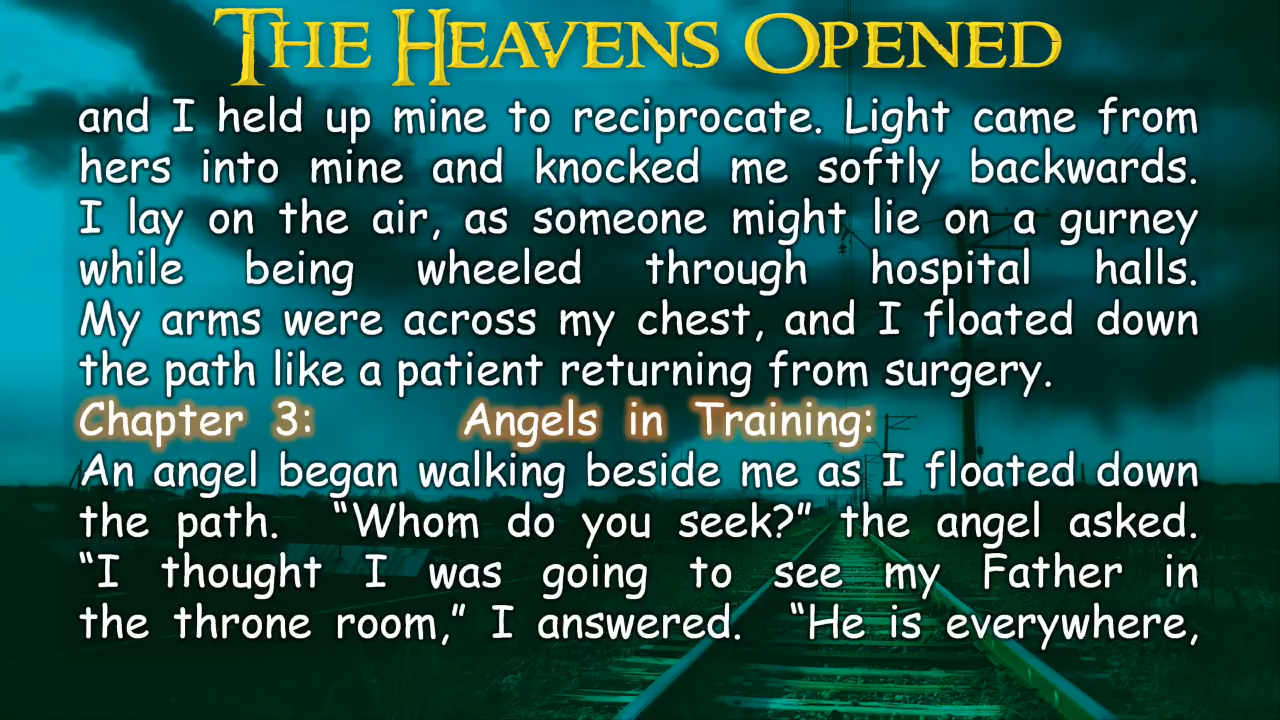 THE HEAVENS OPENED
and I held up mine to reciprocate. Light came from
hers into mine and knocked me softly backwards.
I lay on the air, as someone might lie on a gurney
while being wheeled through hospital halls.
My arms were across my chest, and I floated down
the path like a patient returning from surgery.
Chapter 3: Angels in Training:
An angel began walking beside me as I floated down
the path. “Whom do you seek?” the angel asked.
“I thought I was going to see my Father in
the throne room,” I answered. “He is everywhere,